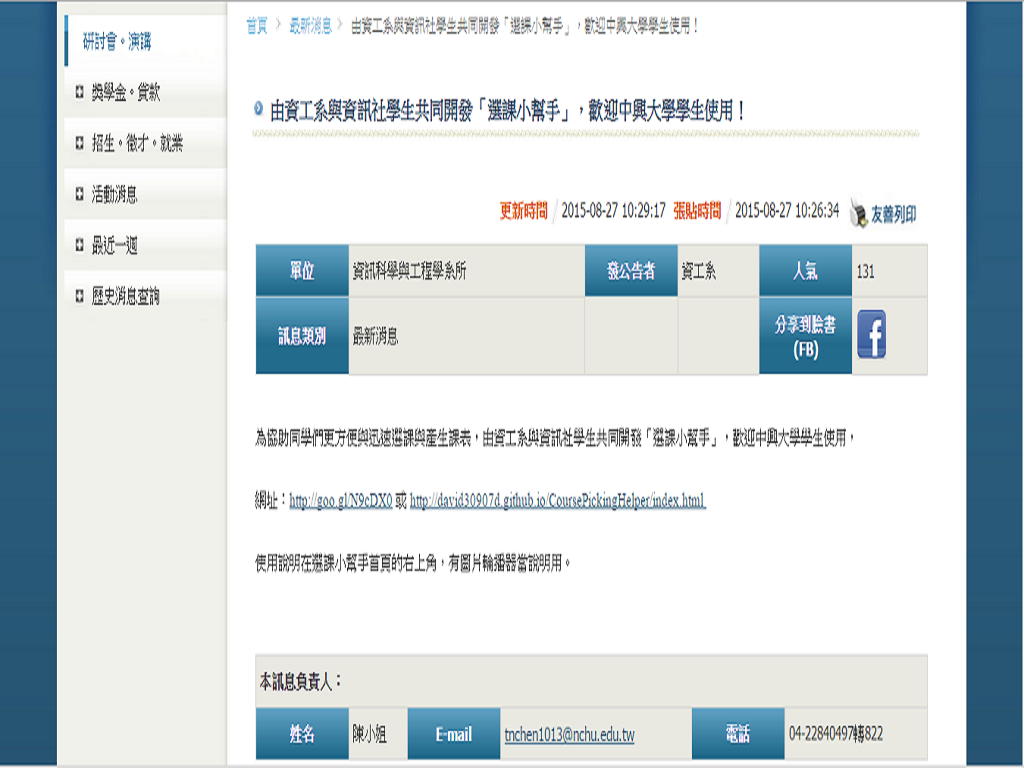 首頁 > 最新消息 > 由資工系與資訊社學生共同開發「選課小幫手」，歡迎中興大學學生使用！
研討會。演講
獎學金。貸款
招生。徵才。就業
活動消息
最近一週
歷史消息查詢
由資工系與資訊社學生共同開發「選課小幫手」，歡迎中興大學學生使用！
更新時間 / 2015-08-27 10:29:17 張貼時間 / 2015-08-27 10:26:34 友善列印
單位 資訊科學與工程學系所 發公告者 資工系 人氣 131
訊息類別 最新消息 分享到臉書
(FB)
為協助同學們更方便與迅速選課與產生課表，由資工系與資訊社學生共同開發「選課小幫手」，歡迎中興大學學生使用，
網址：http://goo.gl/N9cDX0 或 http://david30907d.github.io/CoursePickingHelper/index.html
使用說明在選課小幫手首頁的右上角，有圖片輪播器當說明用。
本訊息負責人：
姓名 陳小姐 E-mail tnchen1013@nchu.edu.tw 電話 04-22840497轉822